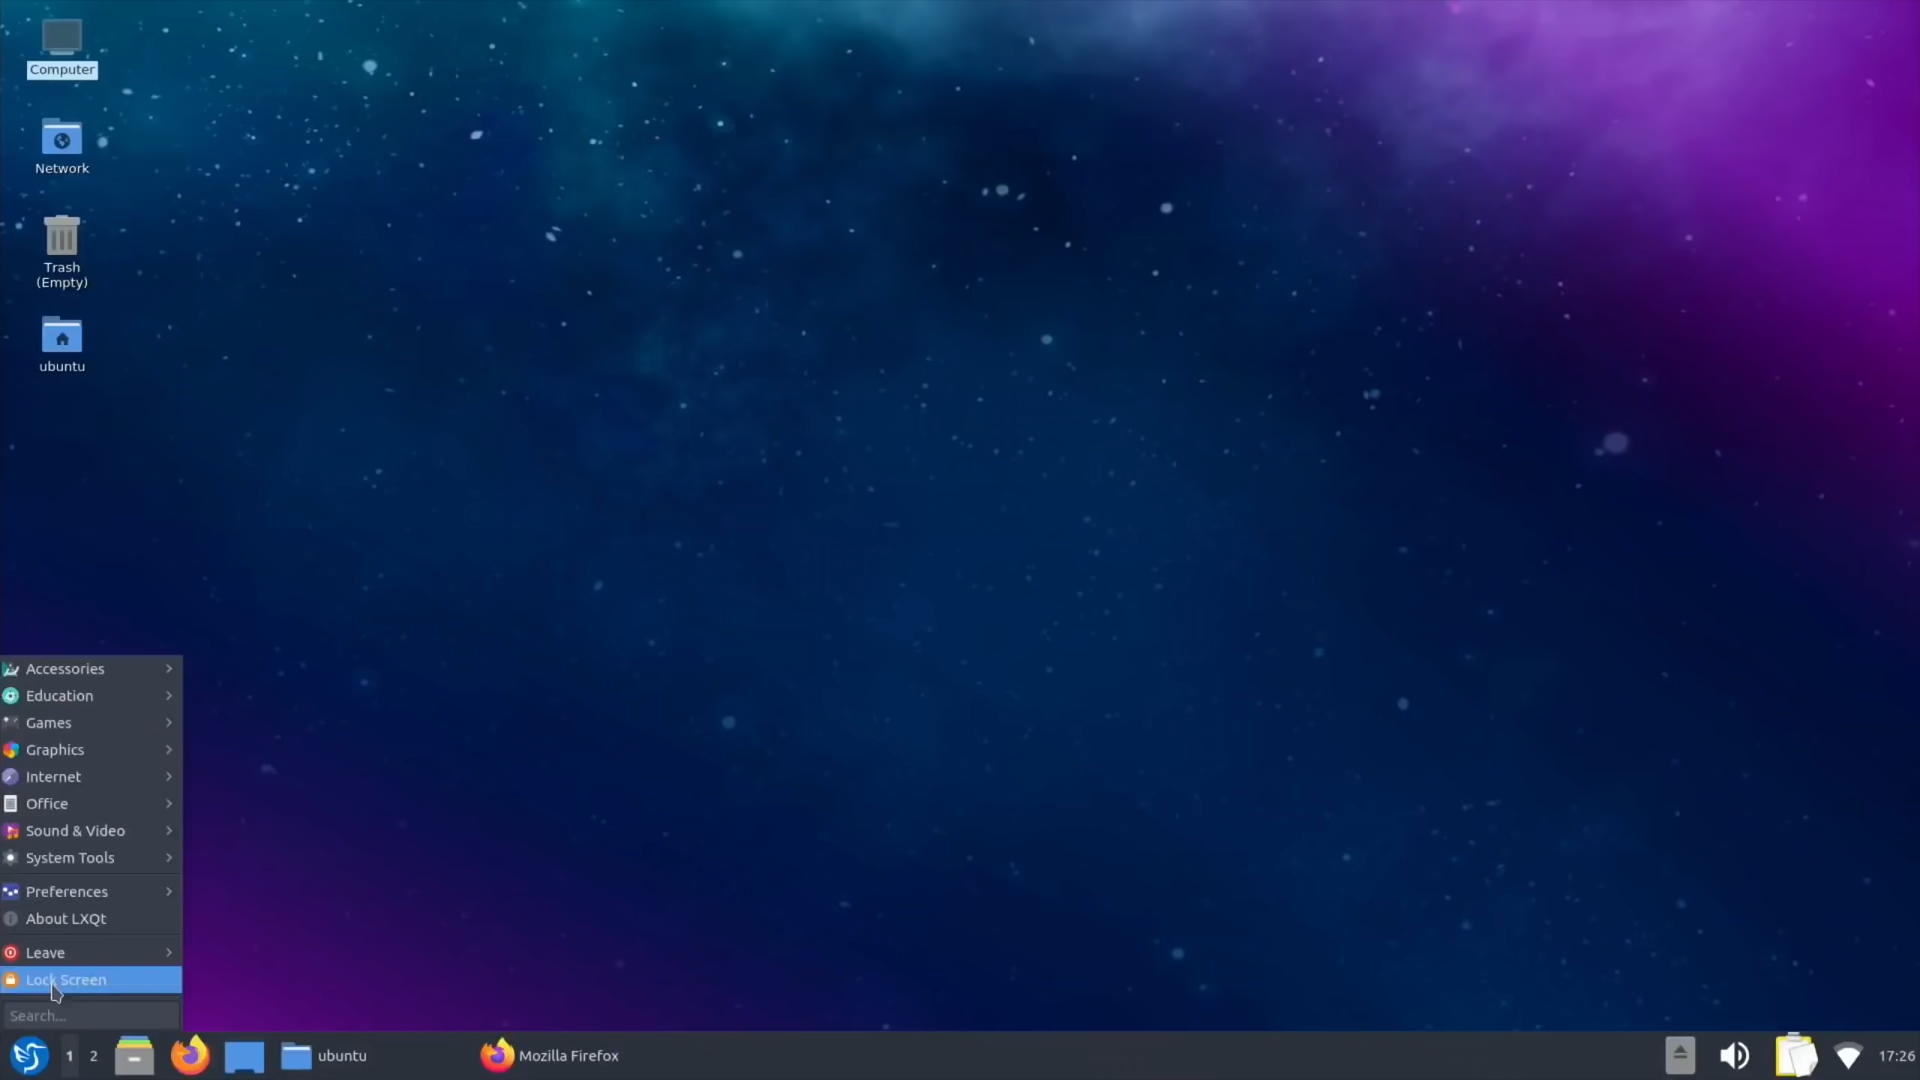 Computer
Network
Trash
(Empty)
ubuntu
Accessories
Education
Games
Graphics
Internet
Office
Sound & Video
System Tools
Preferences
About LXQt
Leave
Lock Screen
Search...
1 2 ubuntu Mozilla Firefox 17:26